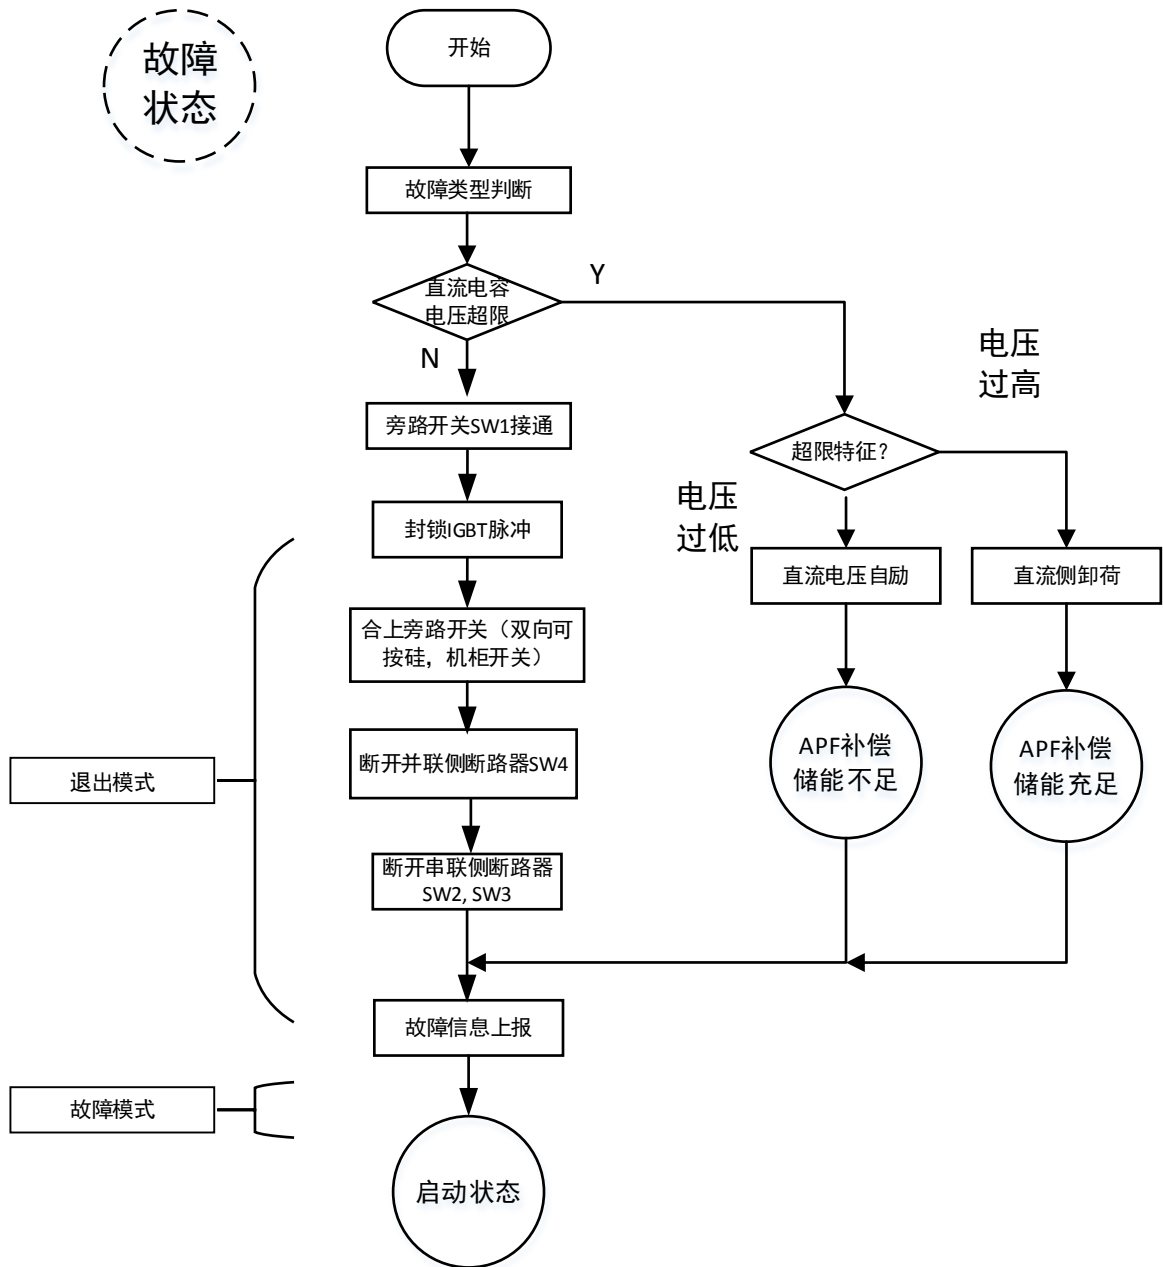 故障
状态
开始
故障类型判断
直流电容
电压超限
Y
N
电压
过高
旁路开关SW1接通
超限特征？
电压
过低
封锁IGBT脉冲
直流电压自励
直流侧卸荷
合上旁路开关（双向可
按硅，机柜开关）
断开并联侧断路器SW4
APF补偿
储能不足
APF补偿
储能充足
退出模式
断开串联侧断路器
SW2, SW3
故障信息上报
故障模式
启动状态